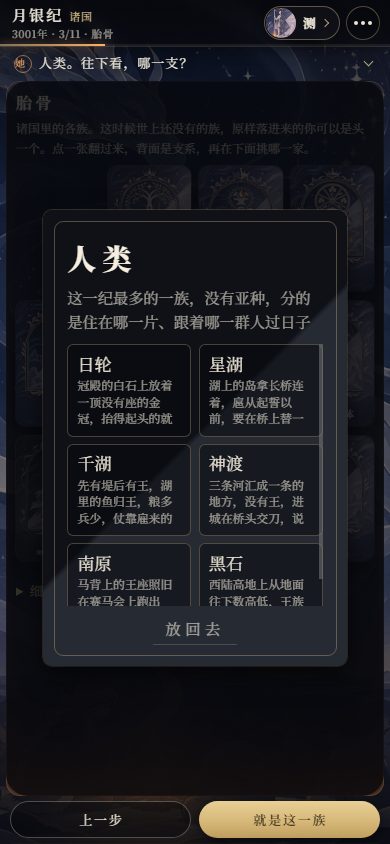 月银纪 诸国
3001年 · 3/11 · 胎骨
测
她 人类。往下看，哪一支？
胎骨
诸国里的各族。这时候世上还没有的族，原样落进来的你可以是头
一个。点一张翻过来，背面是支系，再在下面挑哪一家。
人类
这一纪最多的一族，没有亚种，分的
是住在哪一片、跟着哪一群人过日子
日轮
冠殿的白石上放着
一顶没有座的金
冠，抬得起头的就
星湖
湖上的岛拿长桥连
着，扈从起誓以
前，要在桥上替一
千湖
先有堤后有王，湖
里的鱼归王，粮多
兵少，仗靠雇来的
神渡
三条河汇成一条的
地方，没有王，进
城在桥头交刀，说
南原
马背上的王座照旧
在赛马会上跑出
黑石
西陆高地上从地面
往下数高低，王族
放回去
上一步
就是这一族